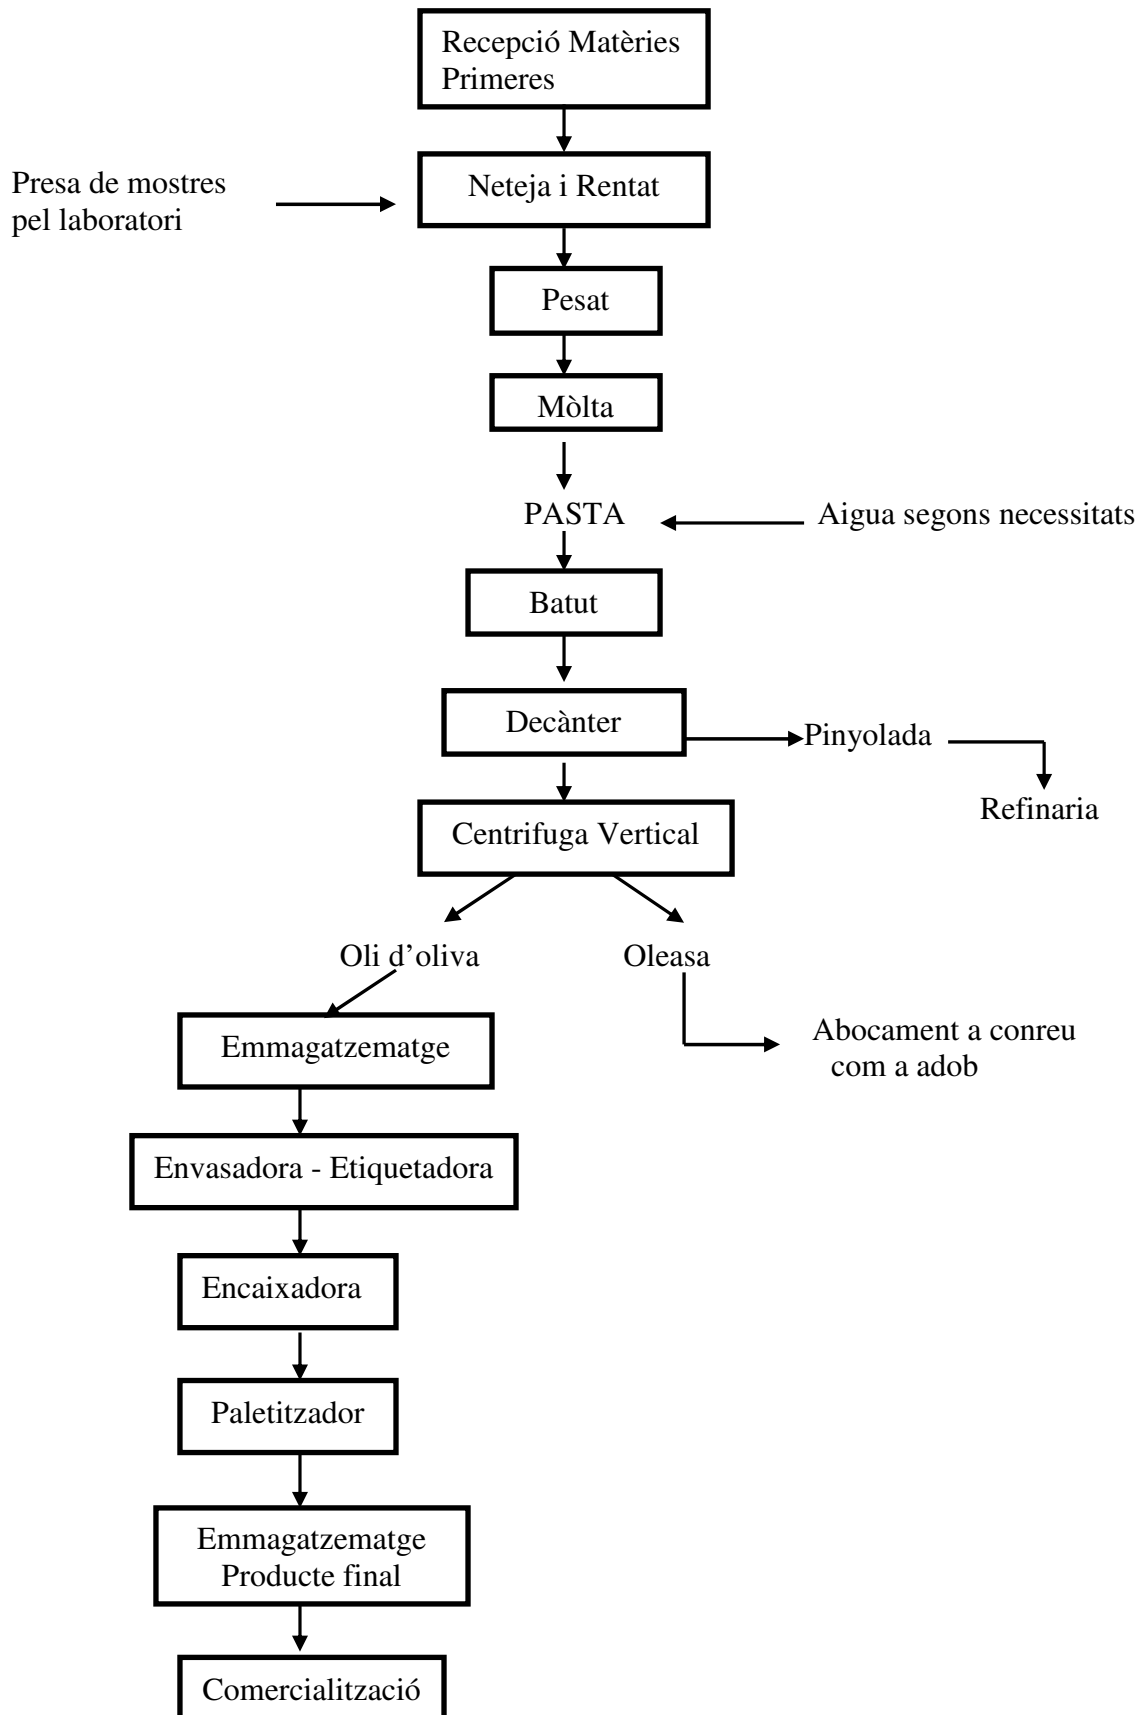 Recepció Matèries
Primeres
Presa de mostres
pel laboratori
Neteja i Rentat
Pesat
Mòlta
PASTA
Aigua segons necessitats
Batut
Decànter
Pinyolada
Refinaria
Centrifuga Vertical
Oli d’oliva
Oleasa
Emmagatzematge
Abocament a conreu
com a adob
Envasadora - Etiquetadora
Encaixadora
Paletitzador
Emmagatzematge
Producte final
Comercialització